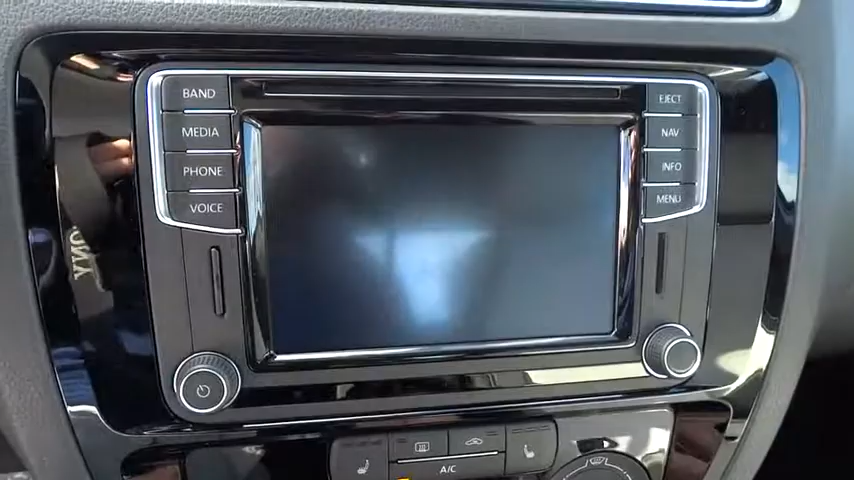 BAND
EJECT
MEDIA
NAV
PHONE
INFO
VOICE
MENU
A/C